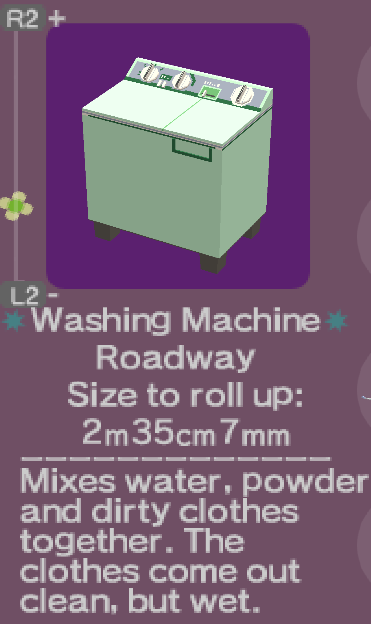 R2 +
L2 -
Washing Machine
Roadway
Size to roll up:
2m35cm7mm
Mixes water, powder
and dirty clothes
together. The
clothes come out
clean, but wet.